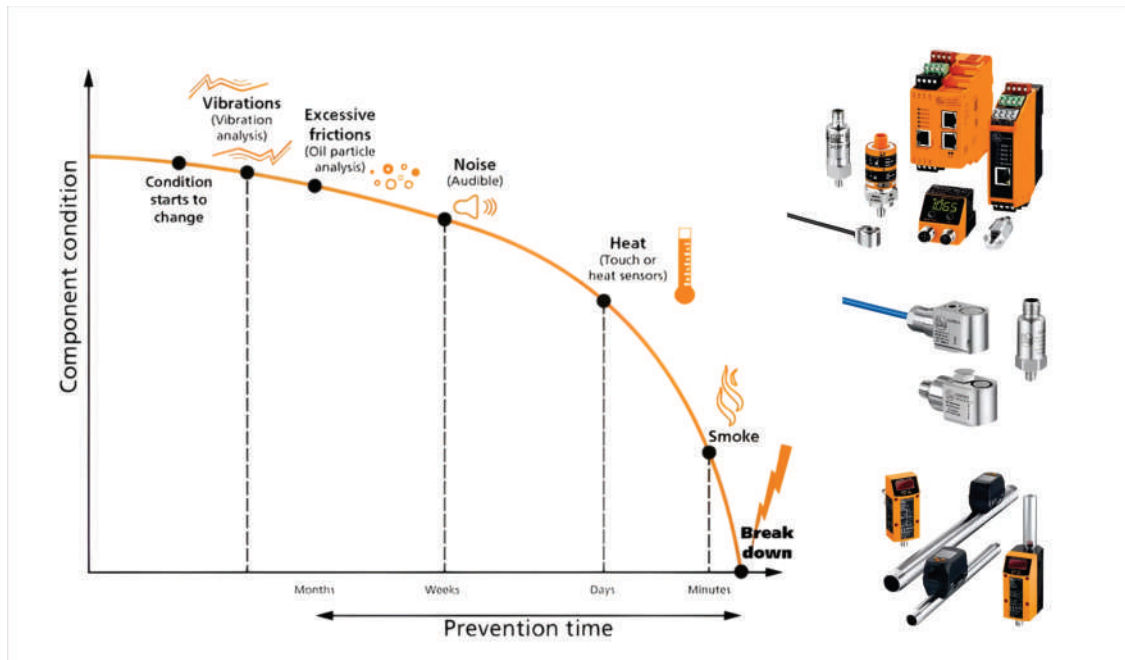 Vibrations
(Vibration
analysis)
Excessive
frictions
(Oil particle
analysis)
Noise
(Audible)
Condition
starts to
change
Heat
(Touch or
heat sensors)
Smoke
Break
down
Component condition
Months
Weeks
Days
Minutes
Prevention time